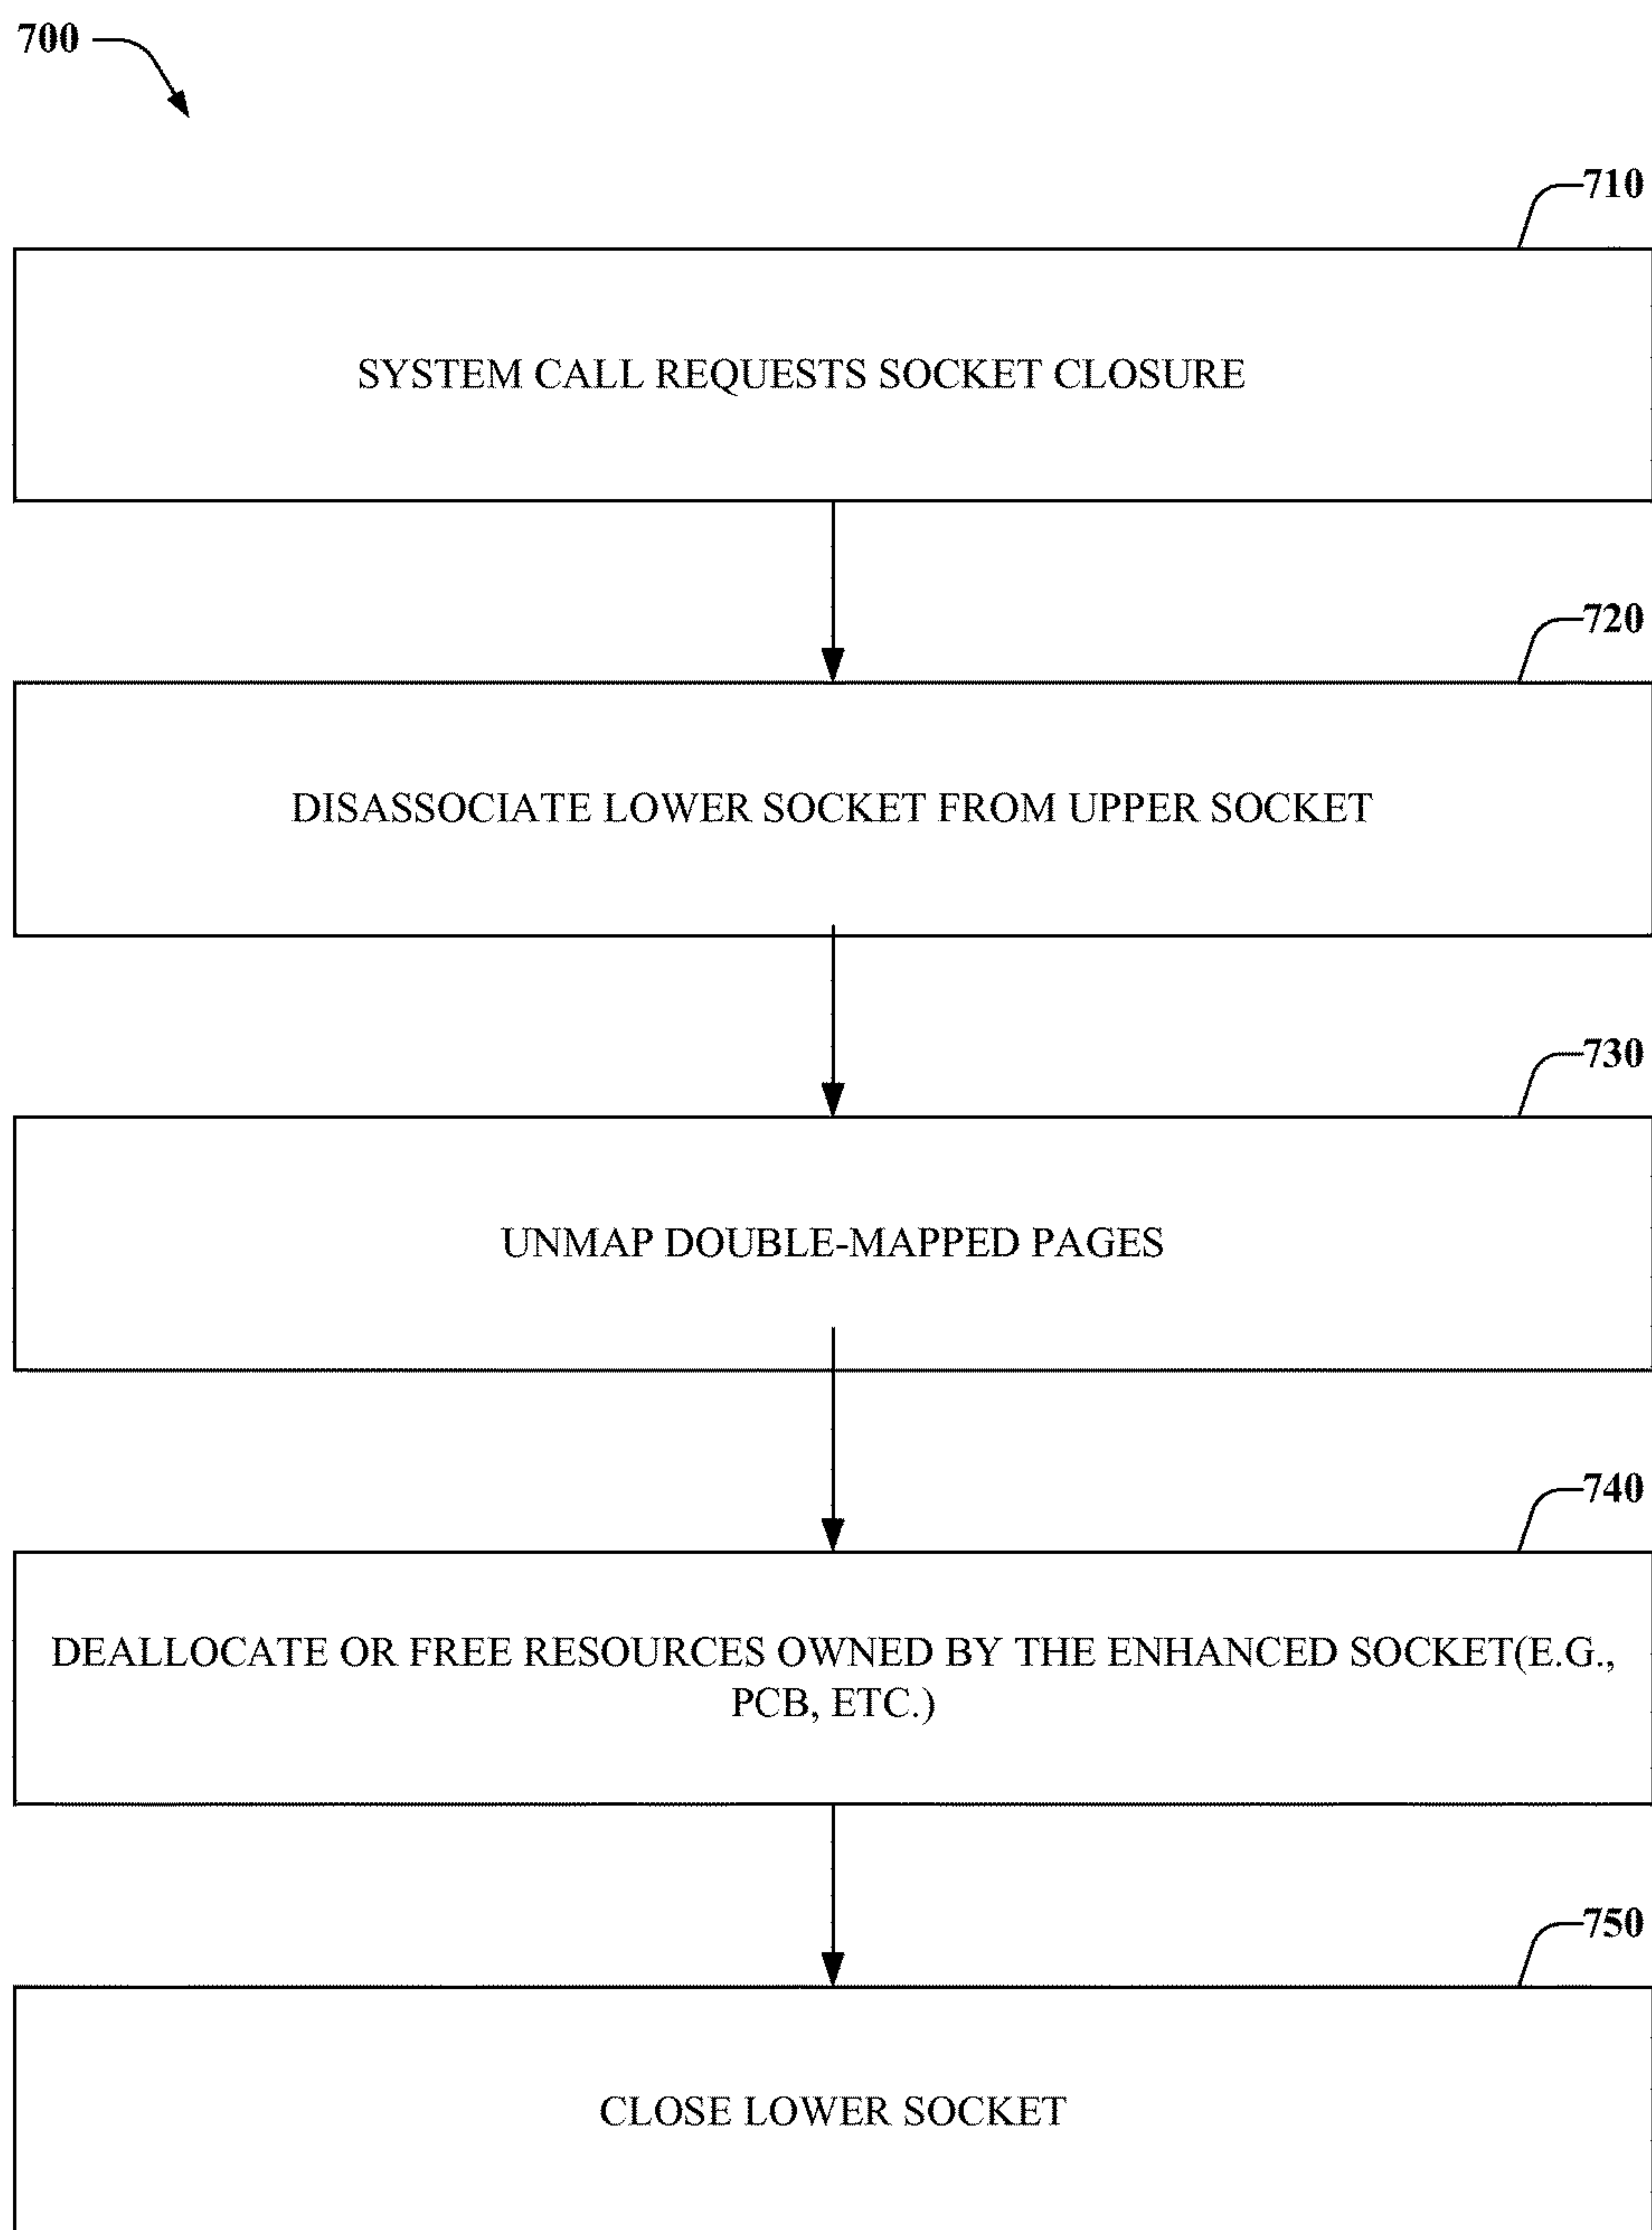 700
710
SYSTEM CALL REQUESTS SOCKET CLOSURE
720
DISASSOCIATE LOWER SOCKET FROM UPPER SOCKET
730
UNMAP DOUBLE-MAPPED PAGES
740
DEALLOCATE OR FREE RESOURCES OWNED BY THE ENHANCED SOCKET(E.G.,
PCB, ETC.)
750
CLOSE LOWER SOCKET